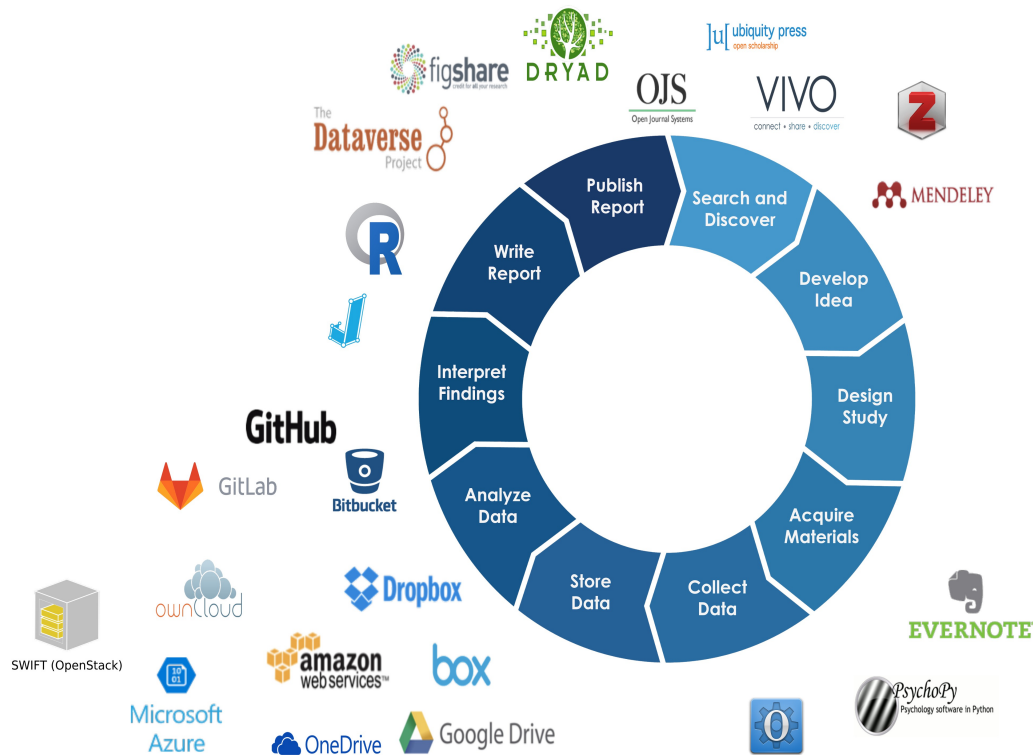 DRYAD
]u[ ubiquity press
open scholarship
figshare
credit for all your research
OJS
Open Journal Systems
VIVO
connect • share • discover
Z
The
Dataverse
Project
MENDELEY
Publish
Report
Search and
Discover
Write
Report
Develop
Idea
R
Interpret
Findings
Design
Study
GitHub
GitLab
Bitbucket
Analyze
Data
Acquire
Materials
Store
Data
Collect
Data
ownCloud
Dropbox
EVERNOTE
SWIFT (OpenStack)
amazon
web services™
box
10
01
Microsoft
Azure
OneDrive
Google Drive
O
PsychoPy
Psychology software in Python